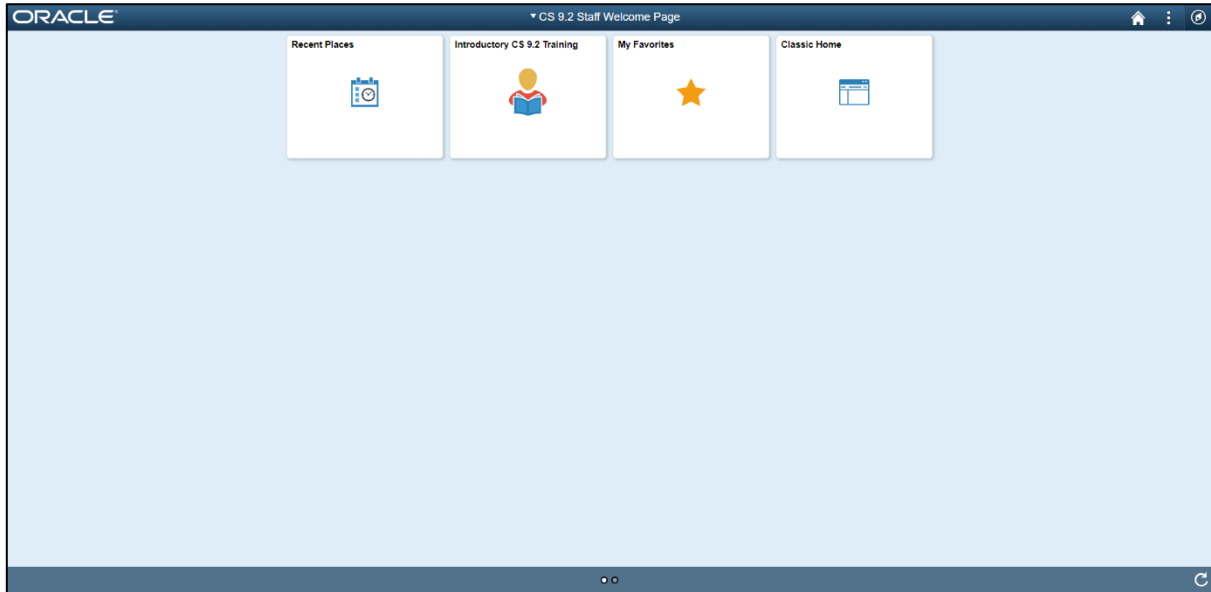 ORACLE
CS 9.2 Staff Welcome Page
Recent Places
Introductory CS 9.2 Training
My Favorites
Classic Home